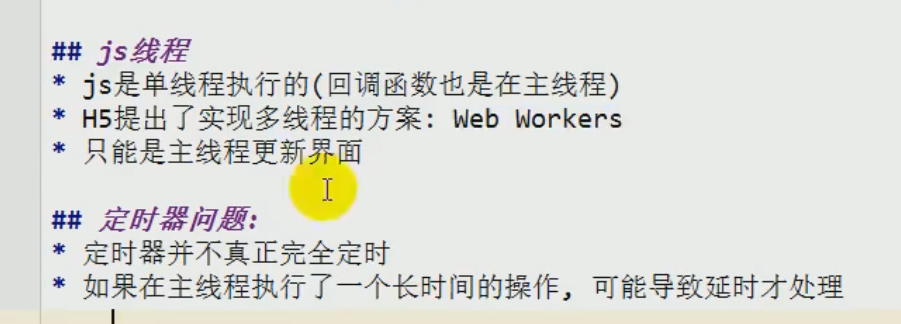 ## js线程
* js是单线程执行的(回调函数也是在主线程)
* H5提出了实现多线程的方案: Web Workers
* 只能是主线程更新界面
## 定时器问题:
* 定时器并不真正完全定时
* 如果在主线程执行了一个长时间的操作, 可能导致延时才处理